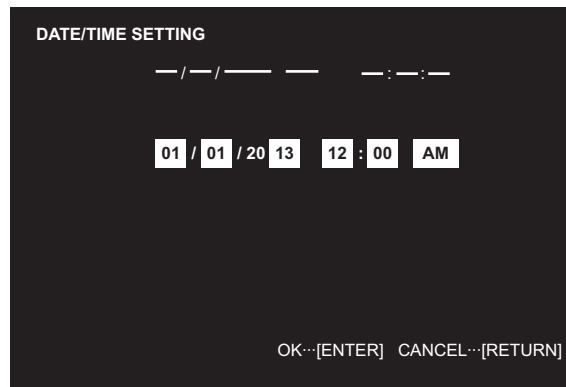 DATE/TIME SETTING
—/—/—— — —:—:—
01 / 01 / 20 13 12 : 00 AM
OK···[ENTER] CANCEL···[RETURN]